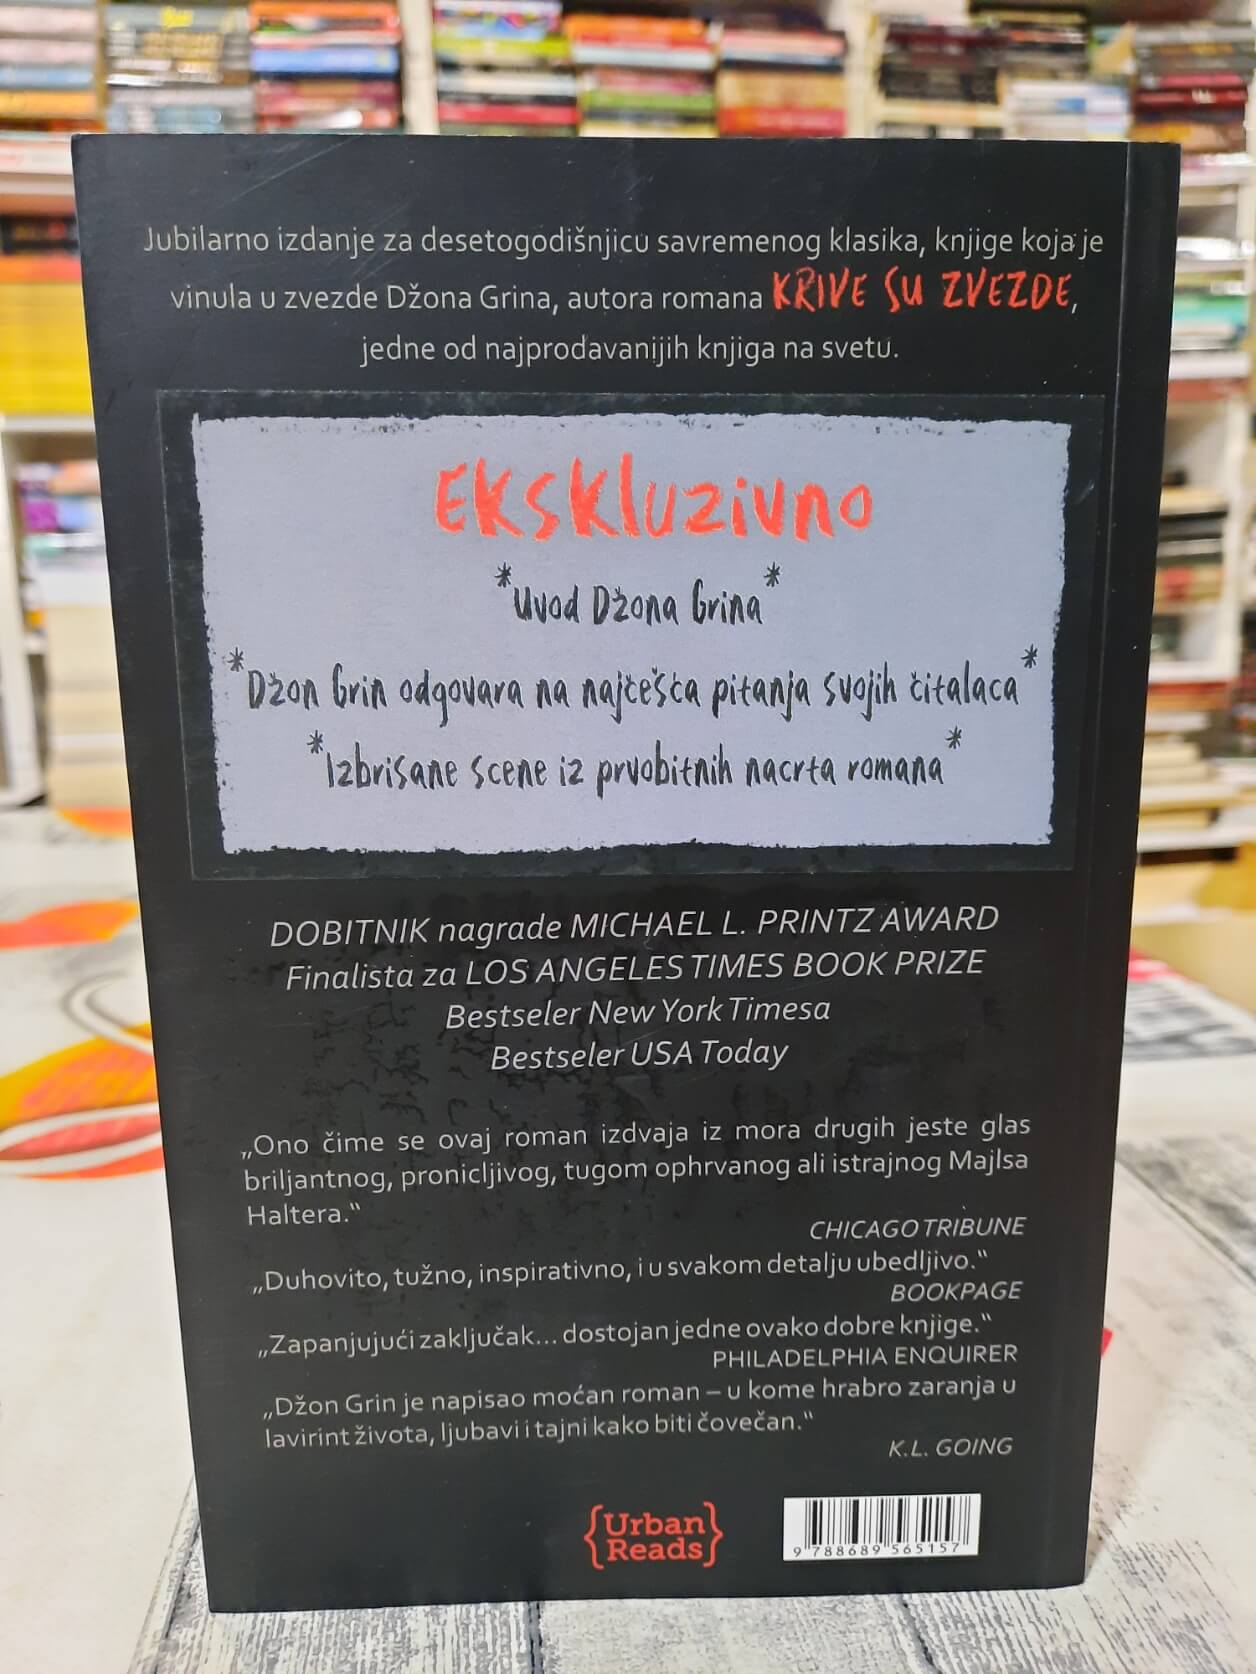 Jubilarno izdanje za desetogodišnjicu savremenog klasika, knjige koja je
vinula u zvezde Džona Grina, autora romana KRIVE SU ZVEZDE,
jedne od najprodavanijih knjiga na svetu.
Ekskluzivno
*Uvod Džona Grina*
*Džon Grin odgovara na najčešća pitanja svojih čitalaca*
*Izbrisane scene iz prvobitnih nacrta romana*
DOBITNIK nagrade MICHAEL L. PRINTZ AWARD
Finalista za LOS ANGELES TIMES BOOK PRIZE
Bestseler New York Timesa
Bestseler USA Today
„Ono čime se ovaj roman izdvaja iz mora drugih jeste glas
briljantnog, pronicljivog, tugom ophrvanog ali istrajnog Majlsa
Haltera.“
CHICAGO TRIBUNE
„Duhovito, tužno, inspirativno, i u svakom detalju ubedljivo.“
BOOKPAGE
„Zapanjujući zaključak... dostojan jedne ovako dobre knjige.“
PHILADELPHIA ENQUIRER
„Džon Grin je napisao moćan roman – u kome hrabro zaranja u
lavirint života, ljubavi i tajni kako biti čovečan.“
K.L. GOING
{Urban
Reads}
9 788689 565157